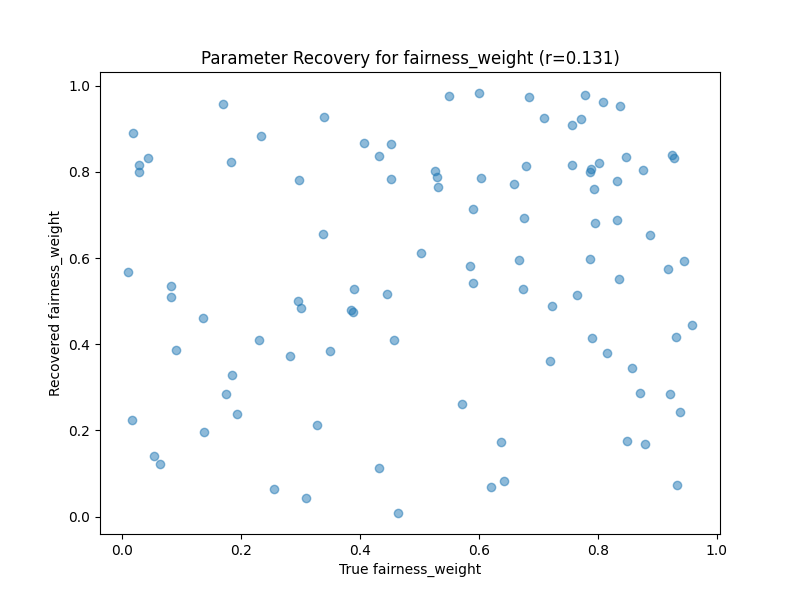 Parameter Recovery for fairness_weight (r=0.131)
1.0
0.8
0.6
0.4
0.2
0.0
Recovered fairness_weight
0.0 0.2 0.4 0.6 0.8 1.0
True fairness_weight